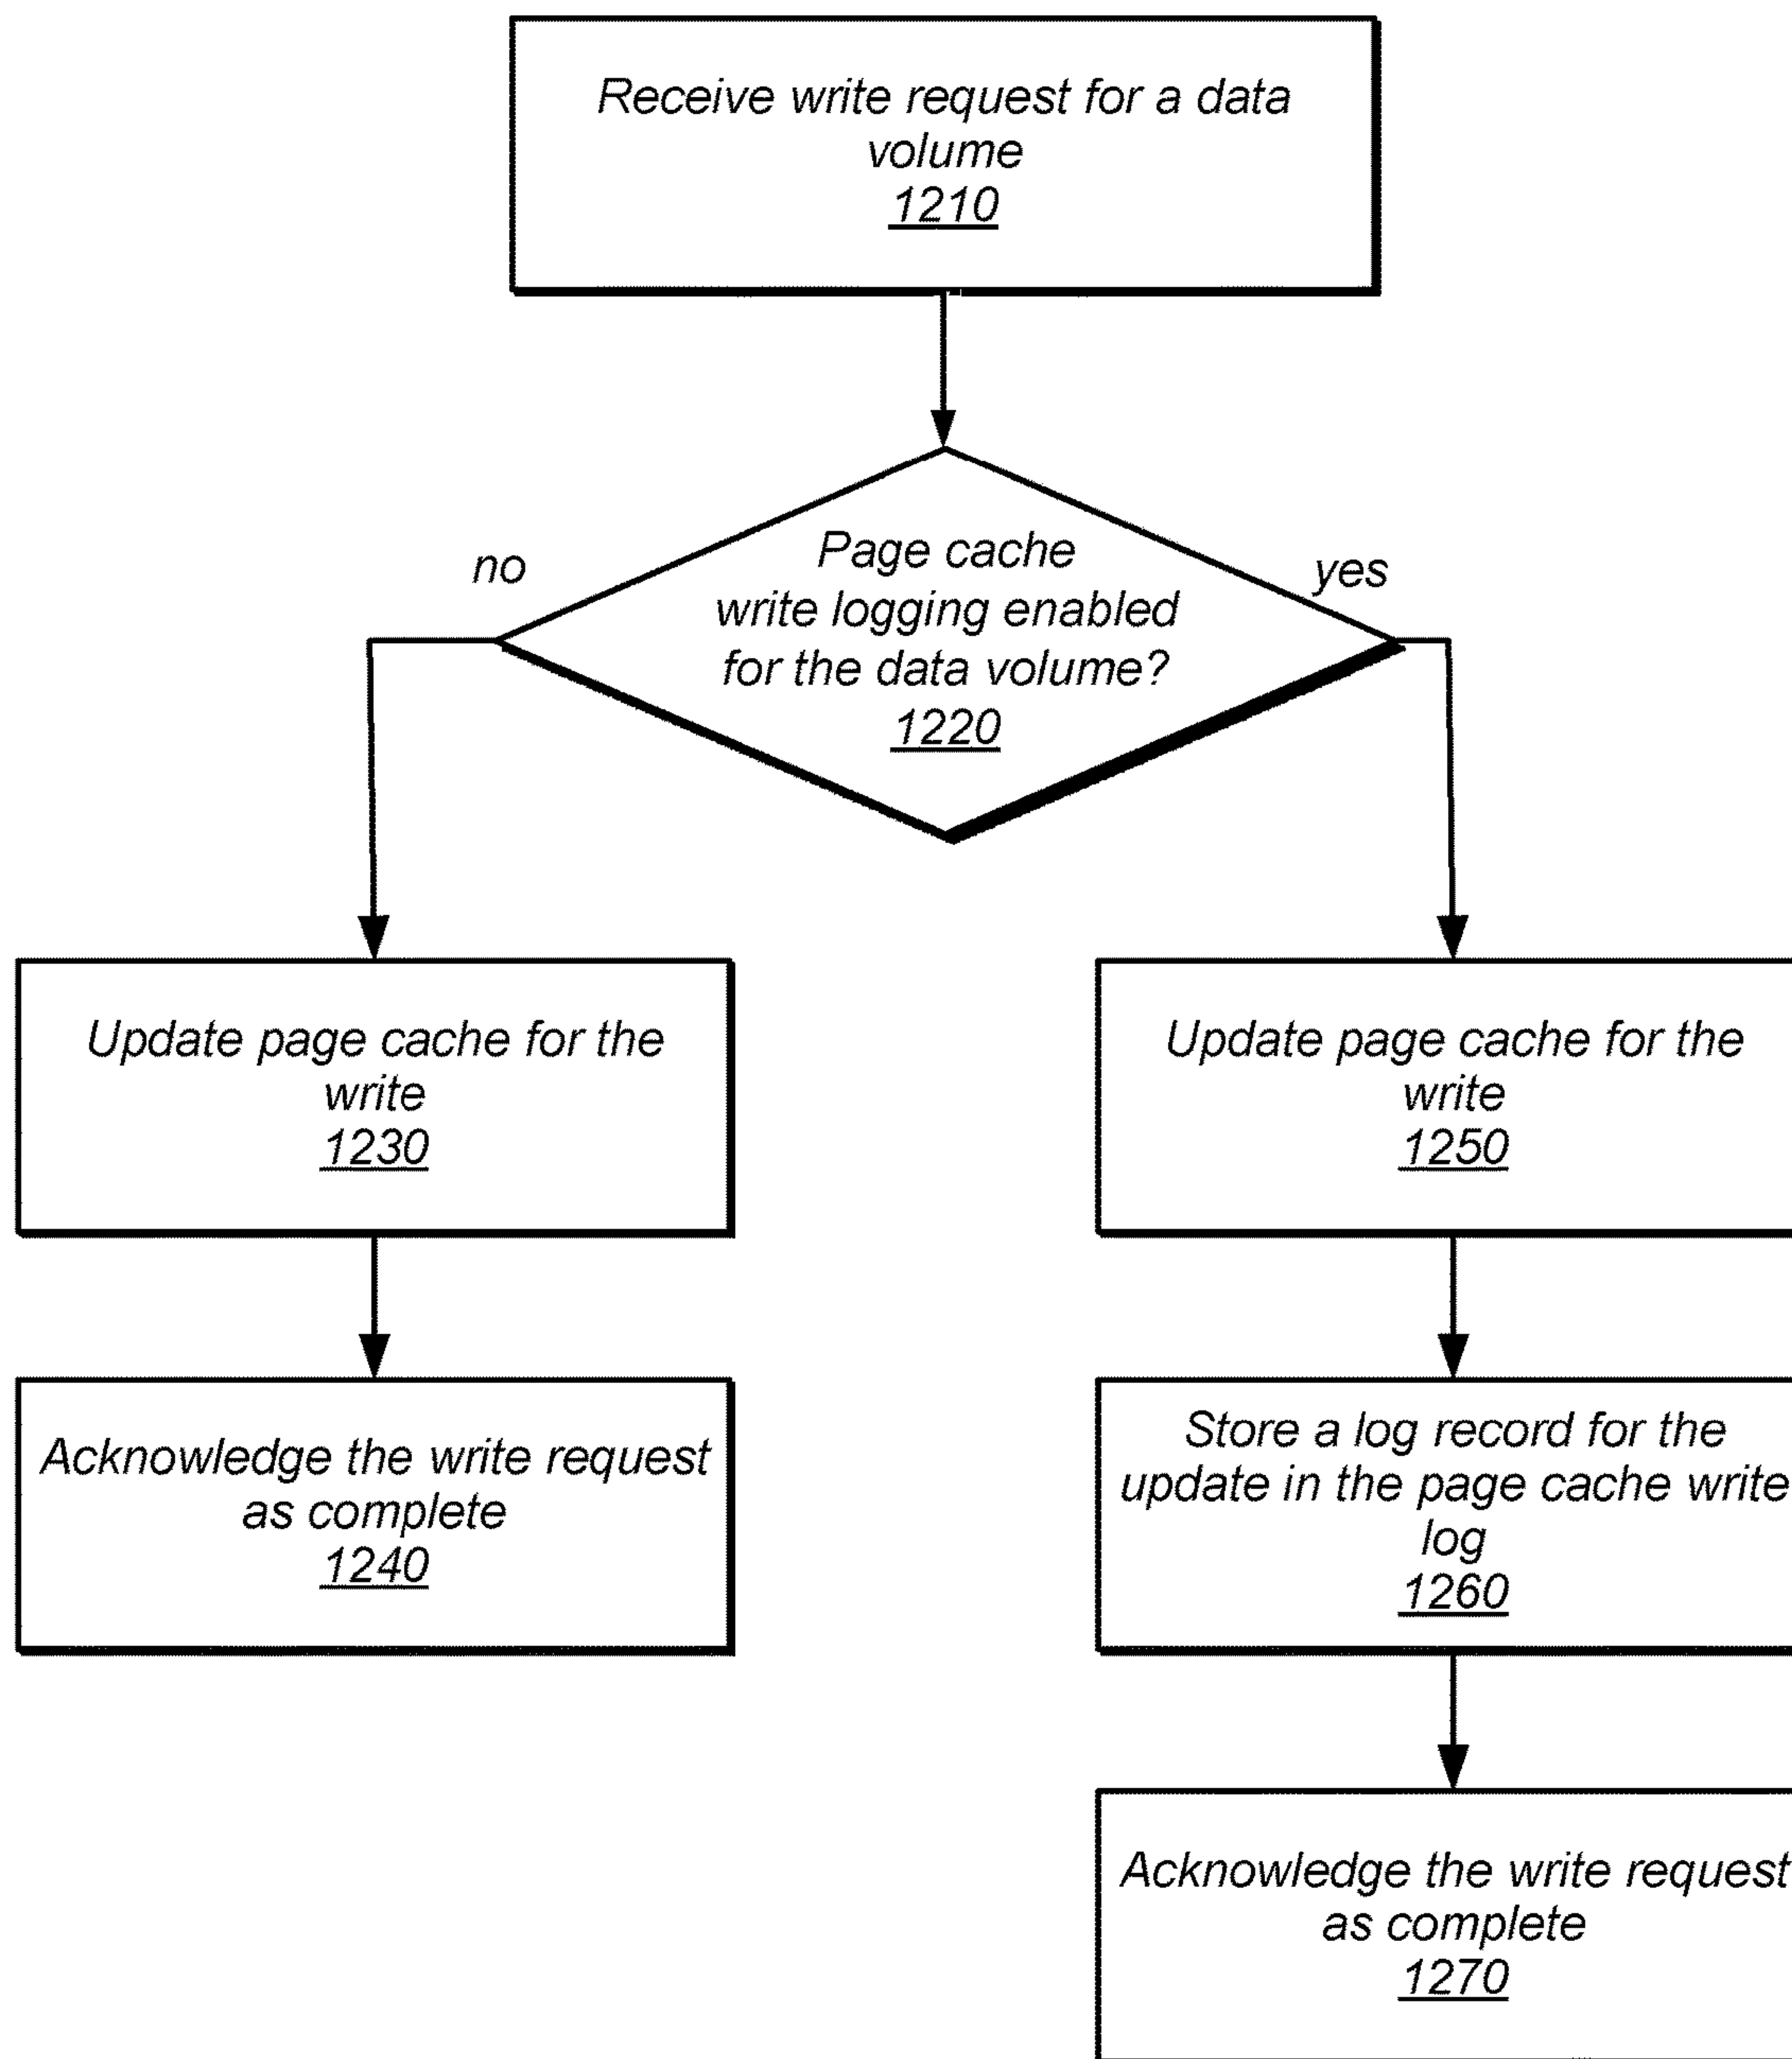 Receive write request for a data
volume
1210
no
Page cache
write logging enabled
for the data volume?
1220
yes
Update page cache for the
write
1230
Update page cache for the
write
1250
Acknowledge the write request
as complete
1240
Store a log record for the
update in the page cache write
log
1260
Acknowledge the write request
as complete
1270